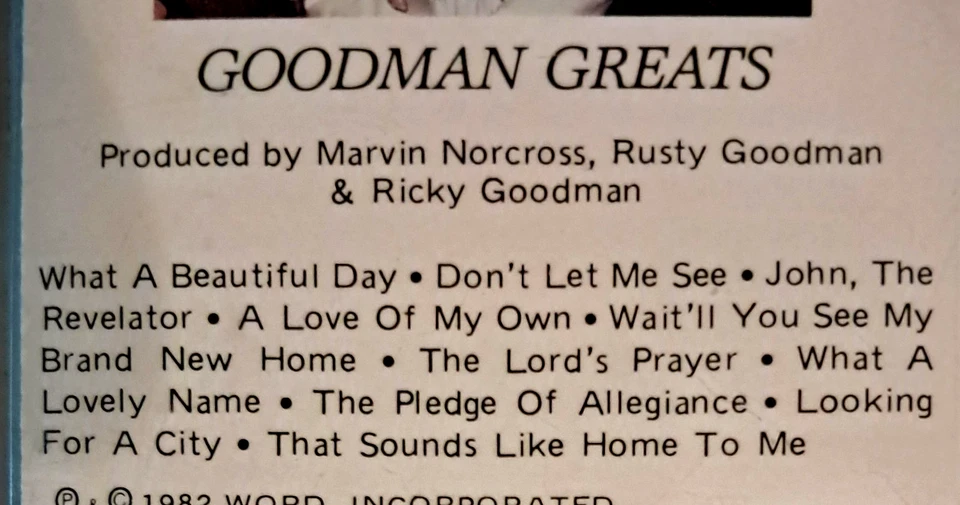 GOODMAN GREATS
Produced by Marvin Norcross, Rusty Goodman
& Ricky Goodman
What A Beautiful Day • Don't Let Me See • John, The
Revelator • A Love Of My Own • Wait'll You See My
Brand New Home • The Lord's Prayer • What A
Lovely Name • The Pledge Of Allegiance • Looking
For A City • That Sounds Like Home To Me
℗ & © 1982 WORD, INCORPORATED